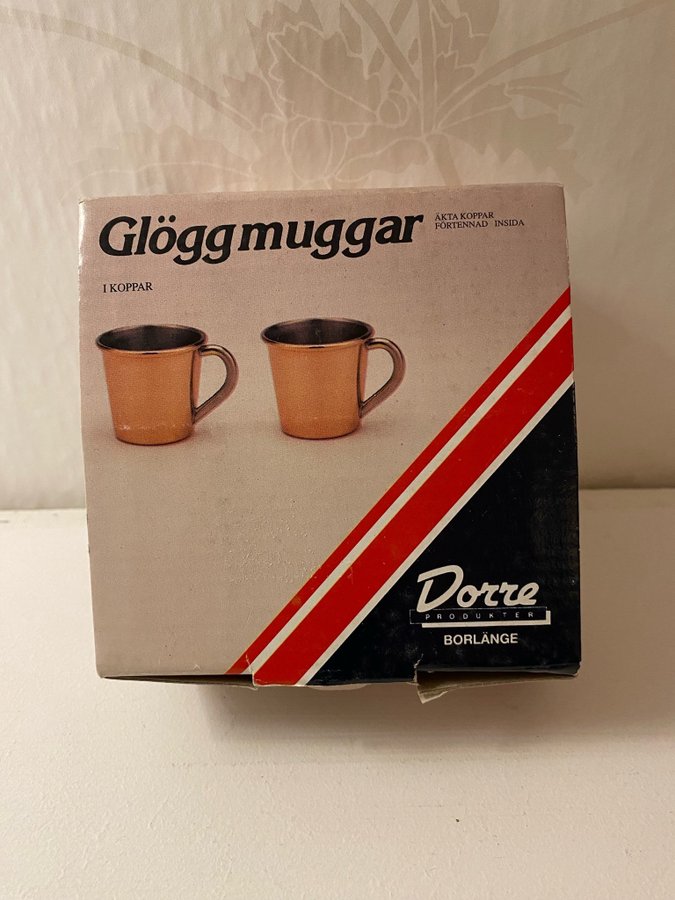 Glöggmuggar
ÄKTA KOPPAR
FÖRTENNAD INSIDA
I KOPPAR
Dorre
PRODUKTER
BORLÄNGE